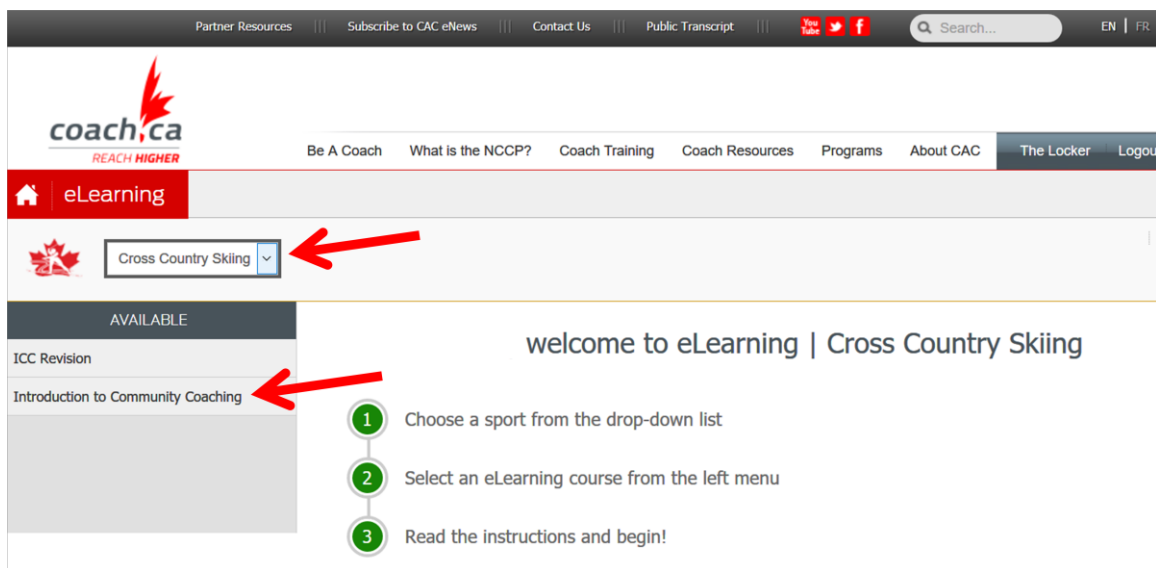 Partner Resources ||| Subscribe to CAC eNews ||| Contact Us ||| Public Transcript ||| You Tube f Search... EN | FR
coach.ca
REACH HIGHER
Be A Coach What is the NCCP? Coach Training Coach Resources Programs About CAC The Locker Logou
eLearning
Cross Country Skiing
AVAILABLE
ICC Revision
Introduction to Community Coaching
welcome to eLearning | Cross Country Skiing
1 Choose a sport from the drop-down list
2 Select an eLearning course from the left menu
3 Read the instructions and begin!